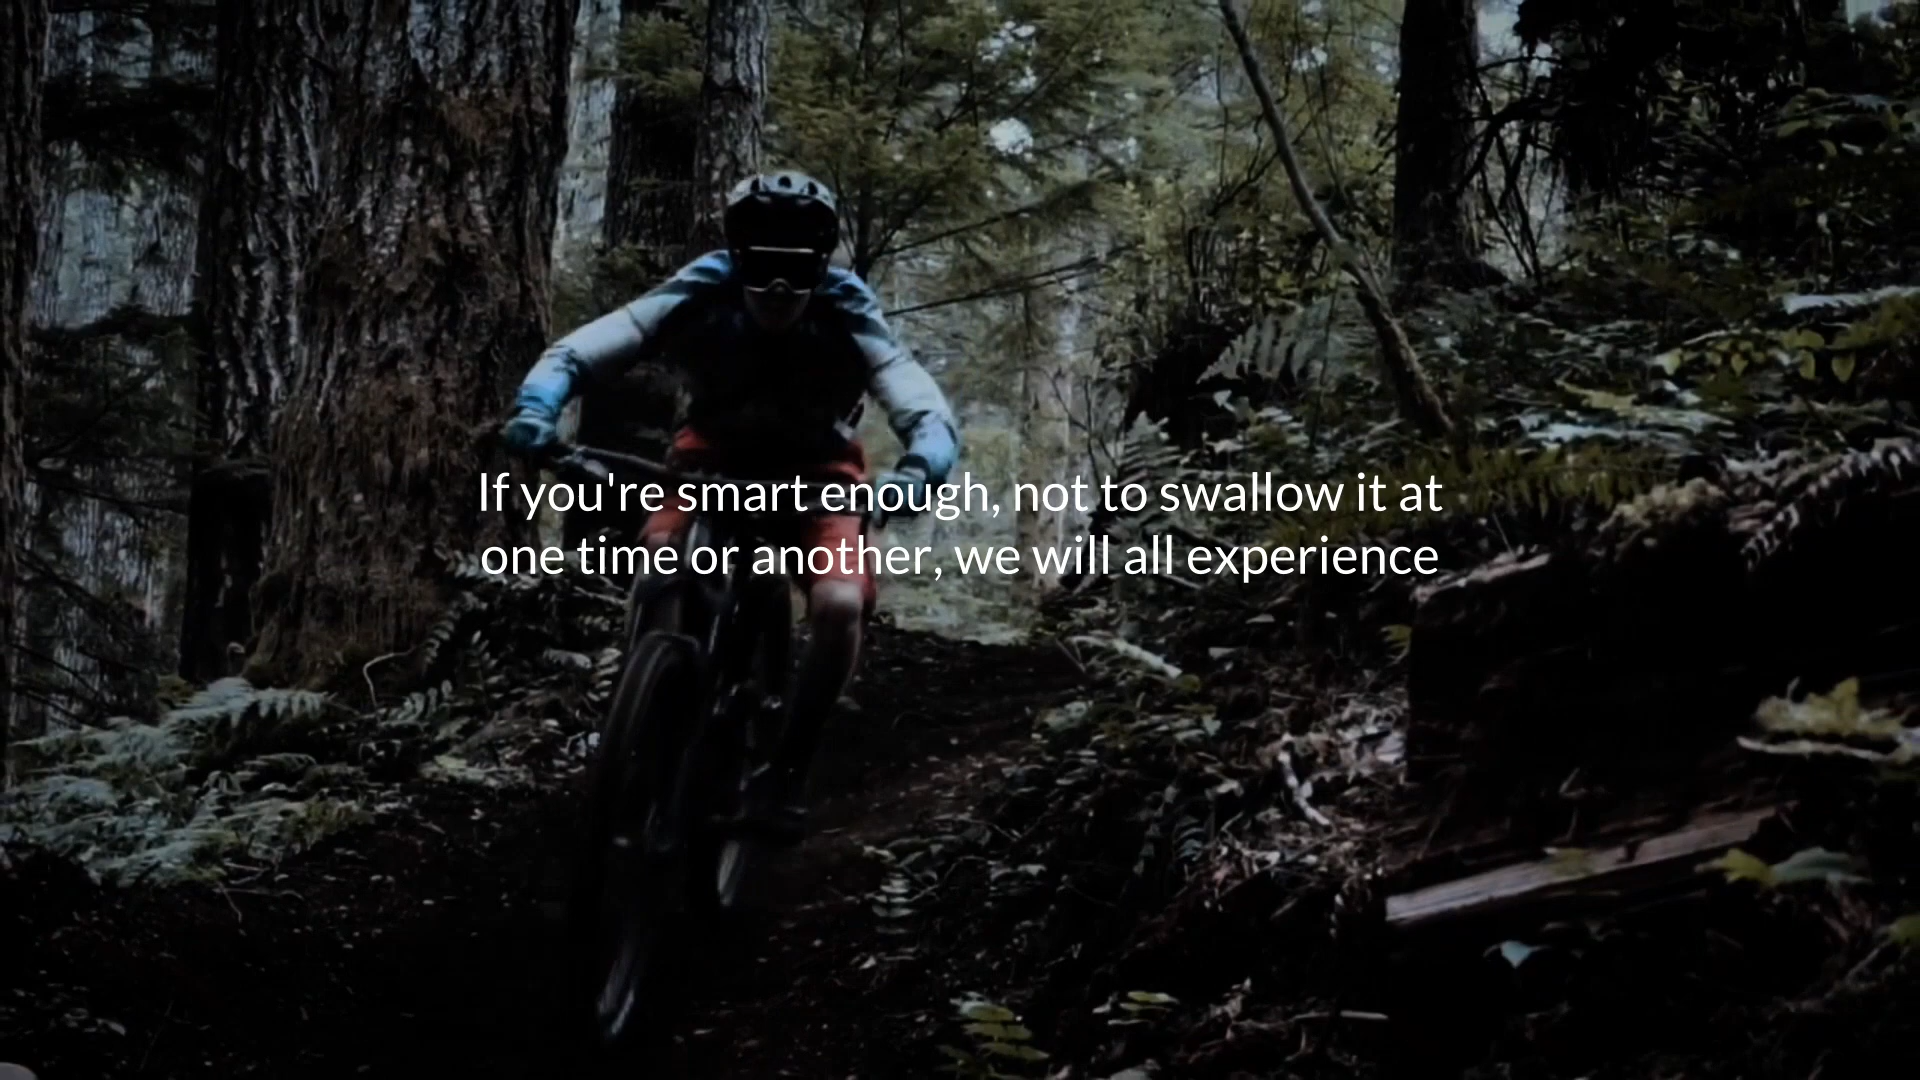 If you're smart enough, not to swallow it at
one time or another, we will all experience